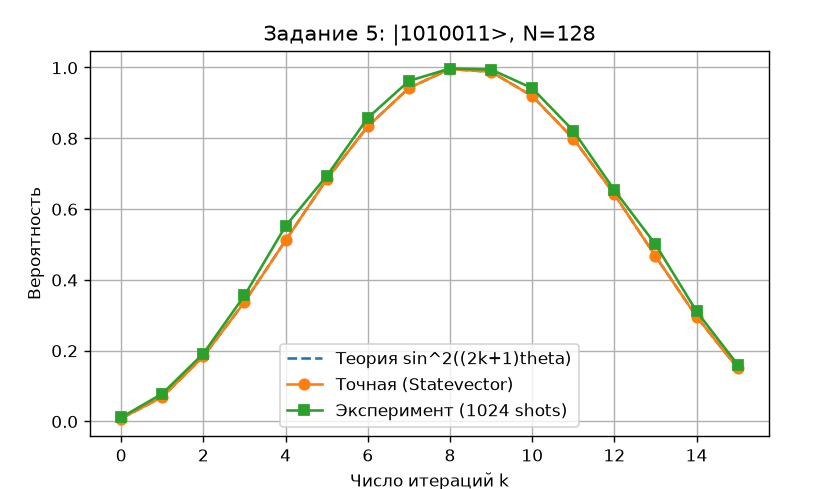 Задание 5: |1010011>, N=128
Вероятность
1.0
0.8
0.6
0.4
0.2
0.0
Теория sin^2((2k+1)theta)
Точная (Statevector)
Эксперимент (1024 shots)
0 2 4 6 8 10 12 14
Число итераций k